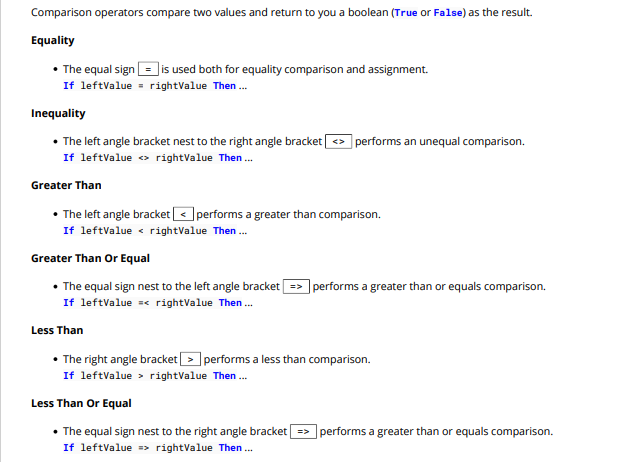 Comparison operators compare two values and return to you a boolean (True or False) as the result.
Equality
• The equal sign = is used both for equality comparison and assignment.
If leftValue = rightValue Then ...
Inequality
• The left angle bracket nest to the right angle bracket <> performs an unequal comparison.
If leftValue <> rightValue Then ...
Greater Than
• The left angle bracket < performs a greater than comparison.
If leftValue < rightValue Then ...
Greater Than Or Equal
• The equal sign nest to the left angle bracket => performs a greater than or equals comparison.
If leftValue =< rightValue Then ...
Less Than
• The right angle bracket > performs a less than comparison.
If leftValue > rightValue Then ...
Less Than Or Equal
• The equal sign nest to the right angle bracket => performs a greater than or equals comparison.
If leftValue => rightValue Then ...